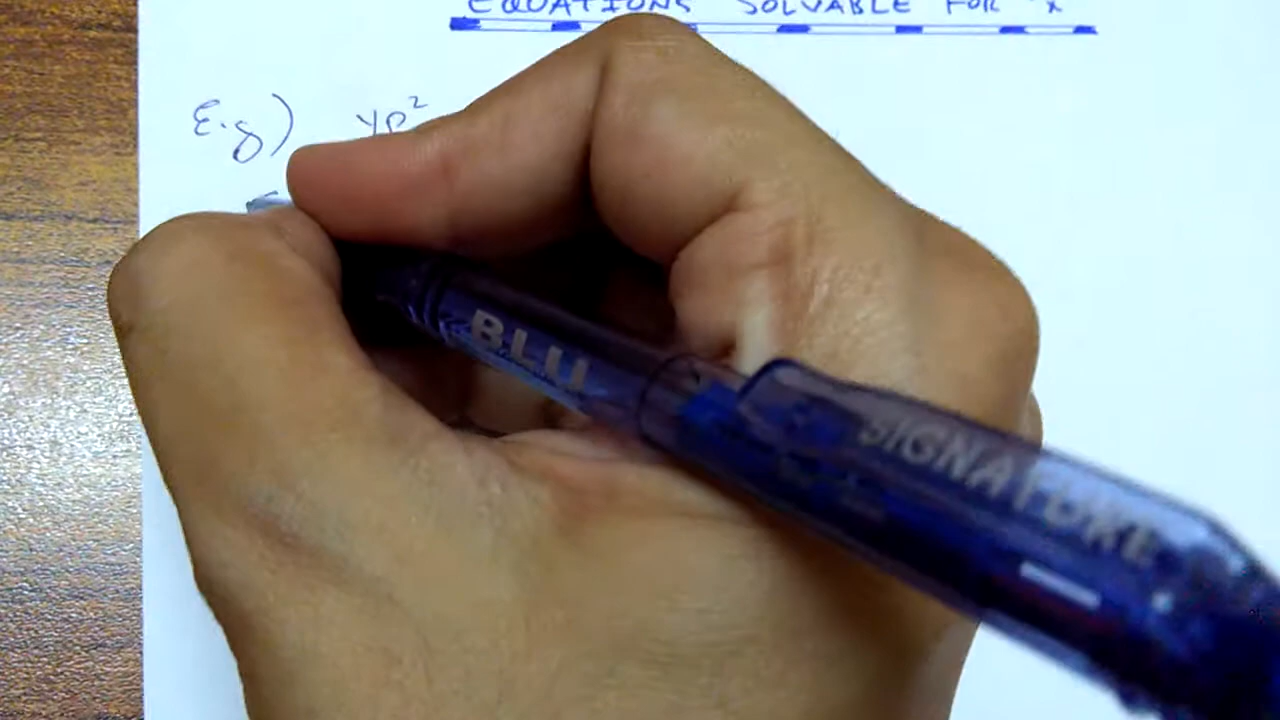 EQUATIONS SOLVABLE FOR 'x'
E.g) yp²
BLU
SIGNATURE